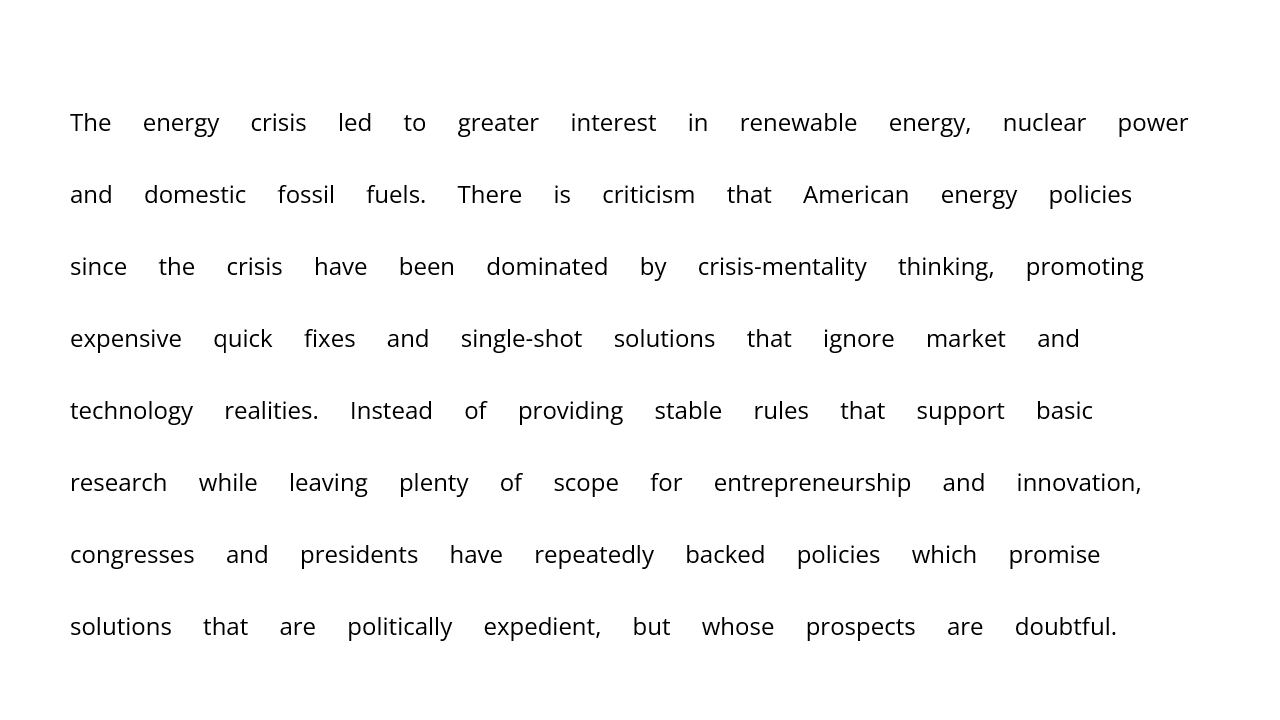 The energy crisis led to greater interest in renewable energy, nuclear power
and domestic fossil fuels. There is criticism that American energy policies
since the crisis have been dominated by crisis-mentality thinking, promoting
expensive quick fixes and single-shot solutions that ignore market and
technology realities. Instead of providing stable rules that support basic
research while leaving plenty of scope for entrepreneurship and innovation,
congresses and presidents have repeatedly backed policies which promise
solutions that are politically expedient, but whose prospects are doubtful.